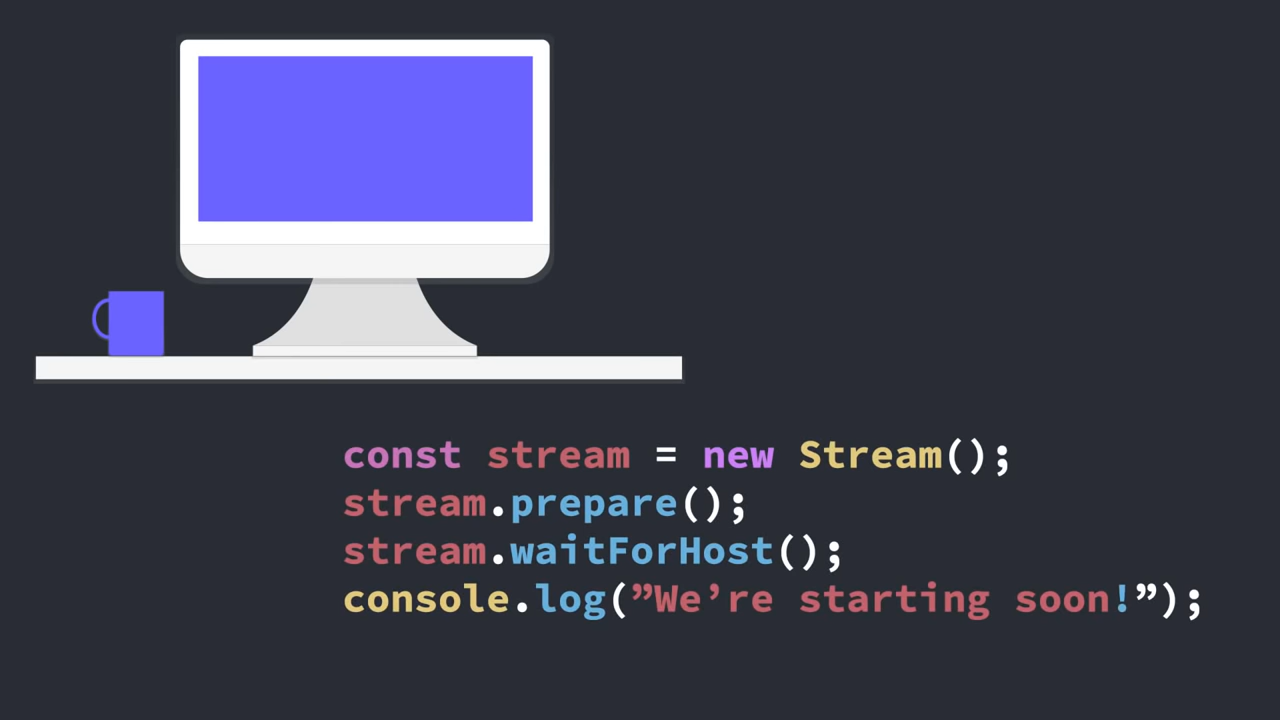 const stream = new Stream();
stream.prepare();
stream.waitForHost();
console.log(”We’re starting soon!”);